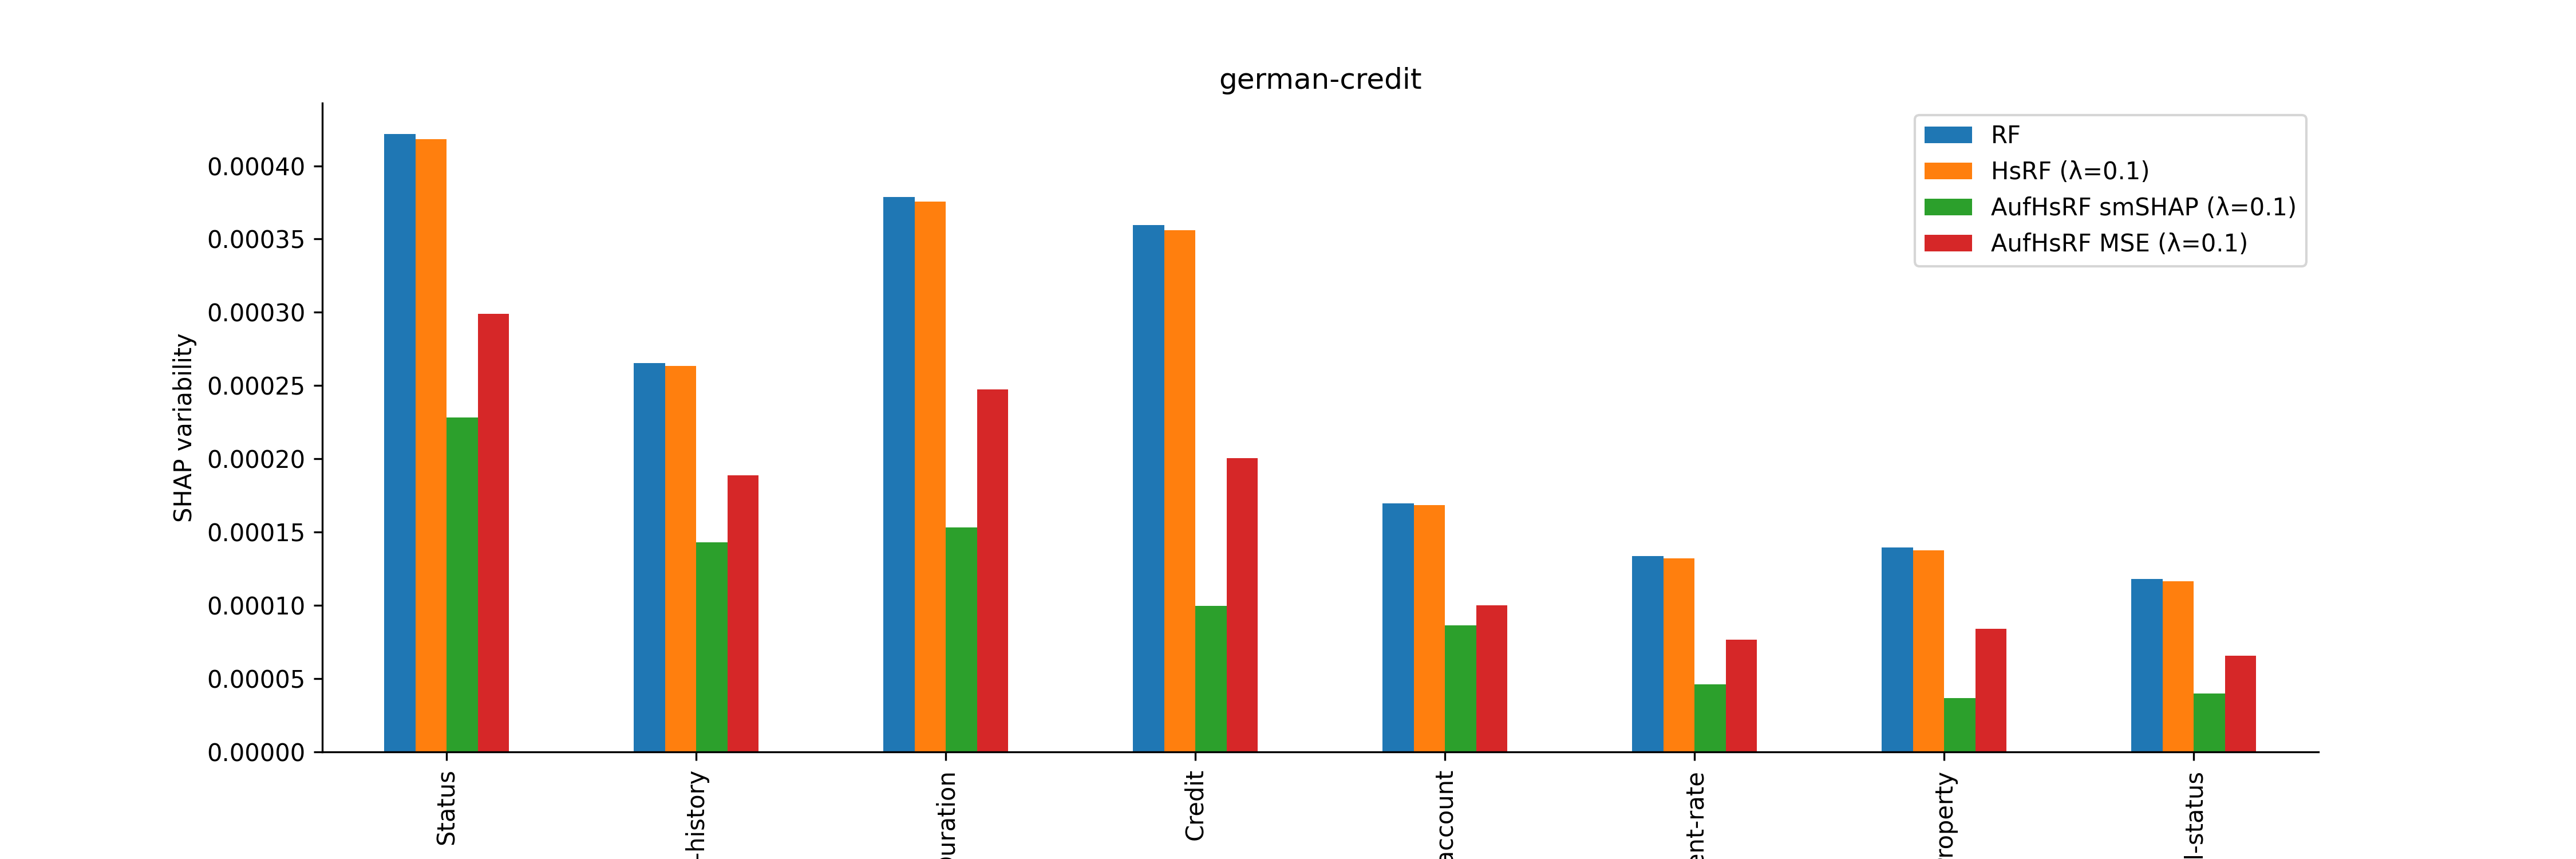 german-credit
RF
HsRF (λ=0.1)
AufHsRF smSHAP (λ=0.1)
AufHsRF MSE (λ=0.1)
SHAP variability
0.00040
0.00035
0.00030
0.00025
0.00020
0.00015
0.00010
0.00005
0.00000
Status
-history
uration
Credit
account
ent-rate
roperty
l-status